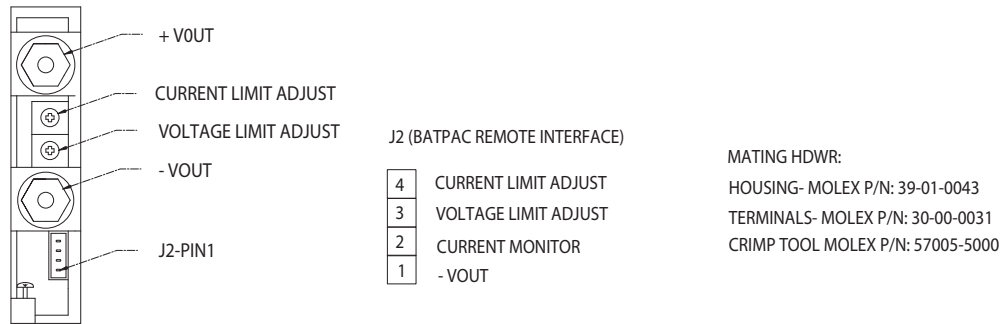 + V0UT
CURRENT LIMIT ADJUST
VOLTAGE LIMIT ADJUST
- VOUT
J2-PIN1
J2 (BATPAC REMOTE INTERFACE)
4 CURRENT LIMIT ADJUST
3 VOLTAGE LIMIT ADJUST
2 CURRENT MONITOR
1 - VOUT
MATING HDWR:
HOUSING- MOLEX P/N: 39-01-0043
TERMINALS- MOLEX P/N: 30-00-0031
CRIMP TOOL MOLEX P/N: 57005-5000